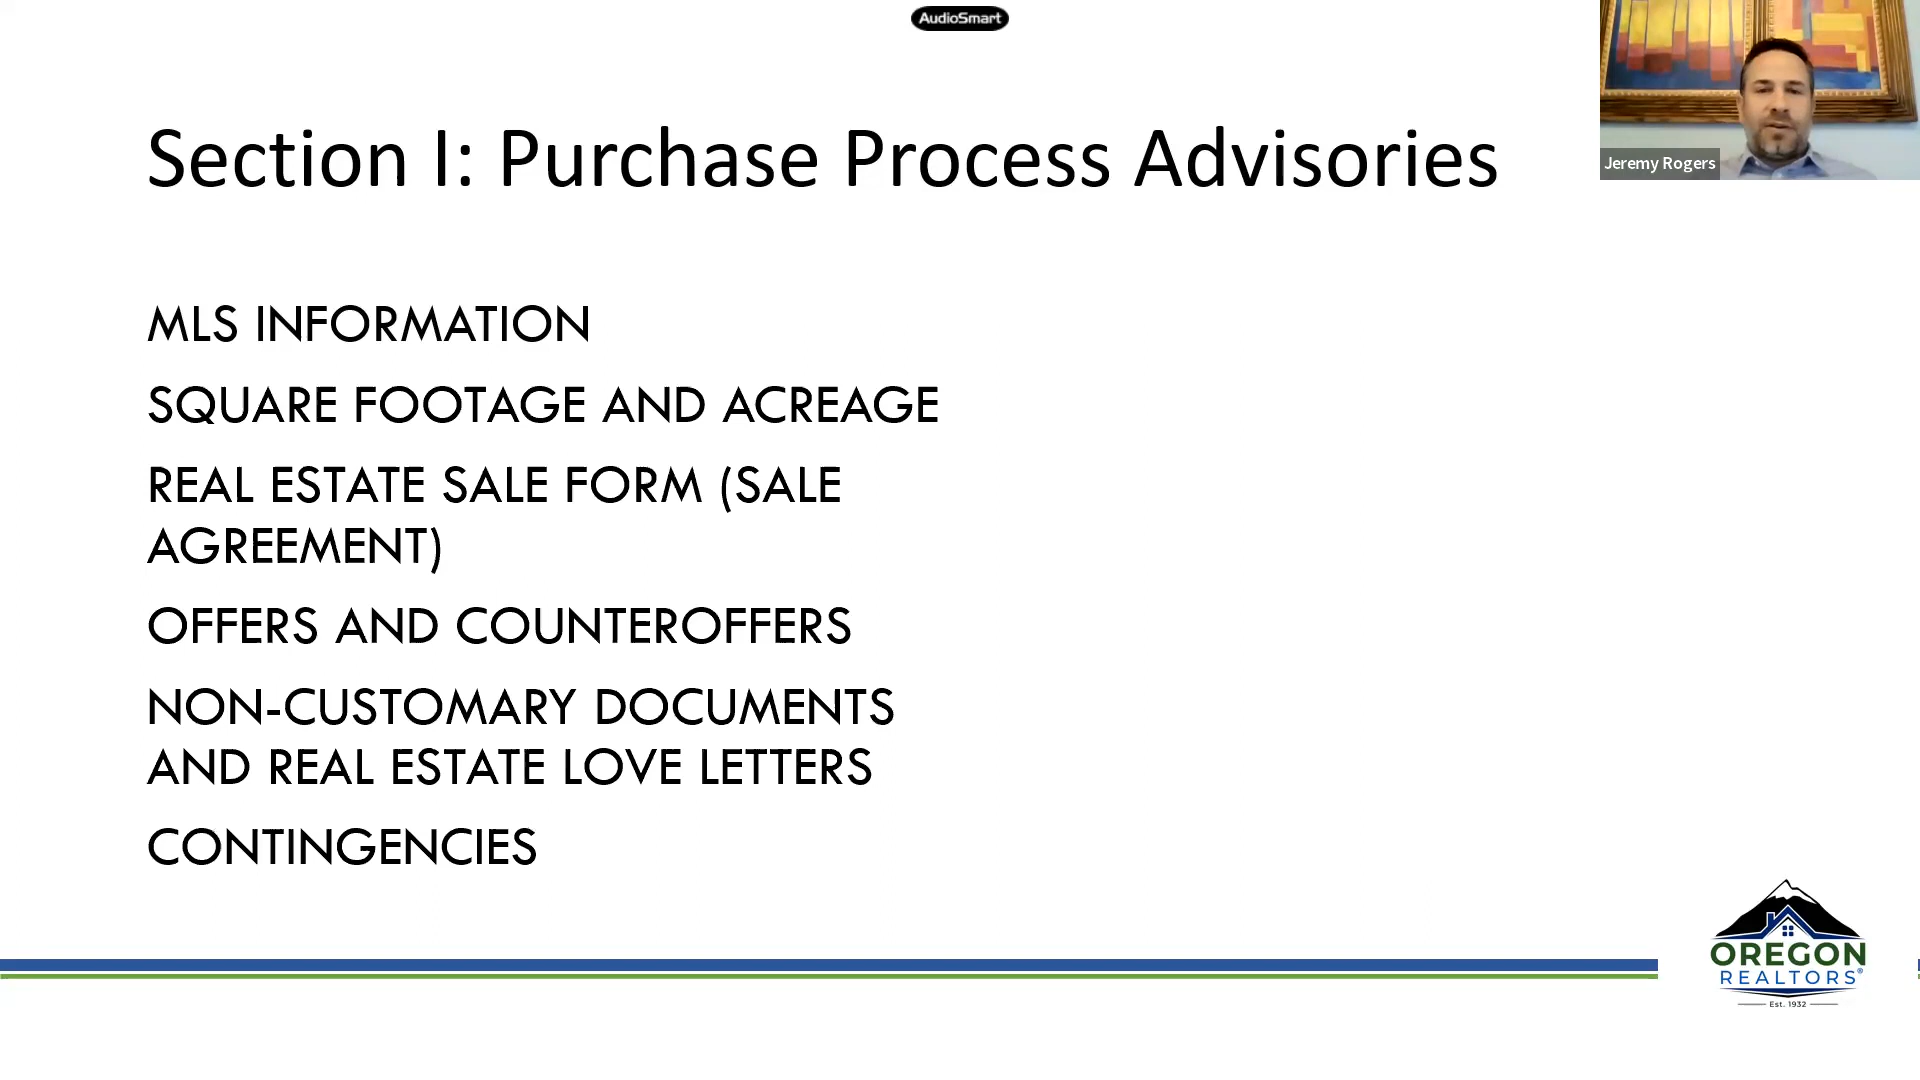 AudioSmart
Jeremy Rogers
Section I: Purchase Process Advisories
MLS INFORMATION
SQUARE FOOTAGE AND ACREAGE
REAL ESTATE SALE FORM (SALE
AGREEMENT)
OFFERS AND COUNTEROFFERS
NON-CUSTOMARY DOCUMENTS
AND REAL ESTATE LOVE LETTERS
CONTINGENCIES
OREGON
REALTORS®
Est. 1932